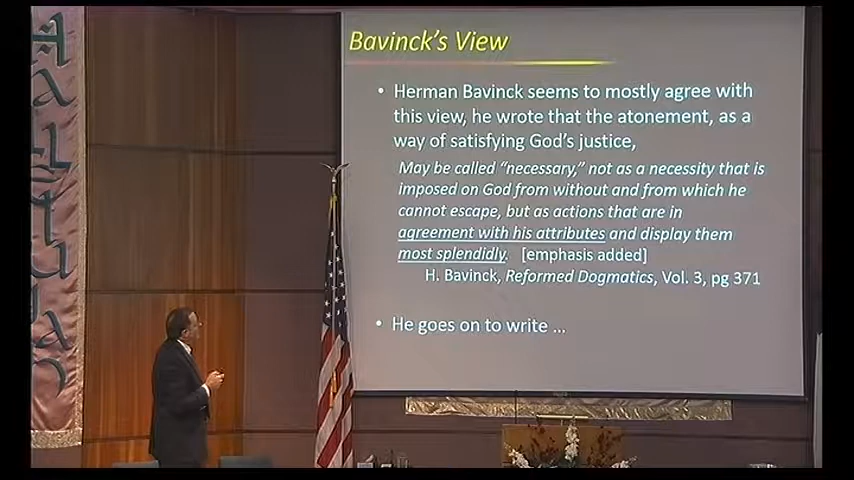 Bavinck's View
• Herman Bavinck seems to mostly agree with
this view, he wrote that the atonement, as a
way of satisfying God's justice,
May be called "necessary," not as a necessity that is
imposed on God from without and from which he
cannot escape, but as actions that are in
agreement with his attributes and display them
most splendidly. [emphasis added]
H. Bavinck, Reformed Dogmatics, Vol. 3, pg 371
• He goes on to write ...